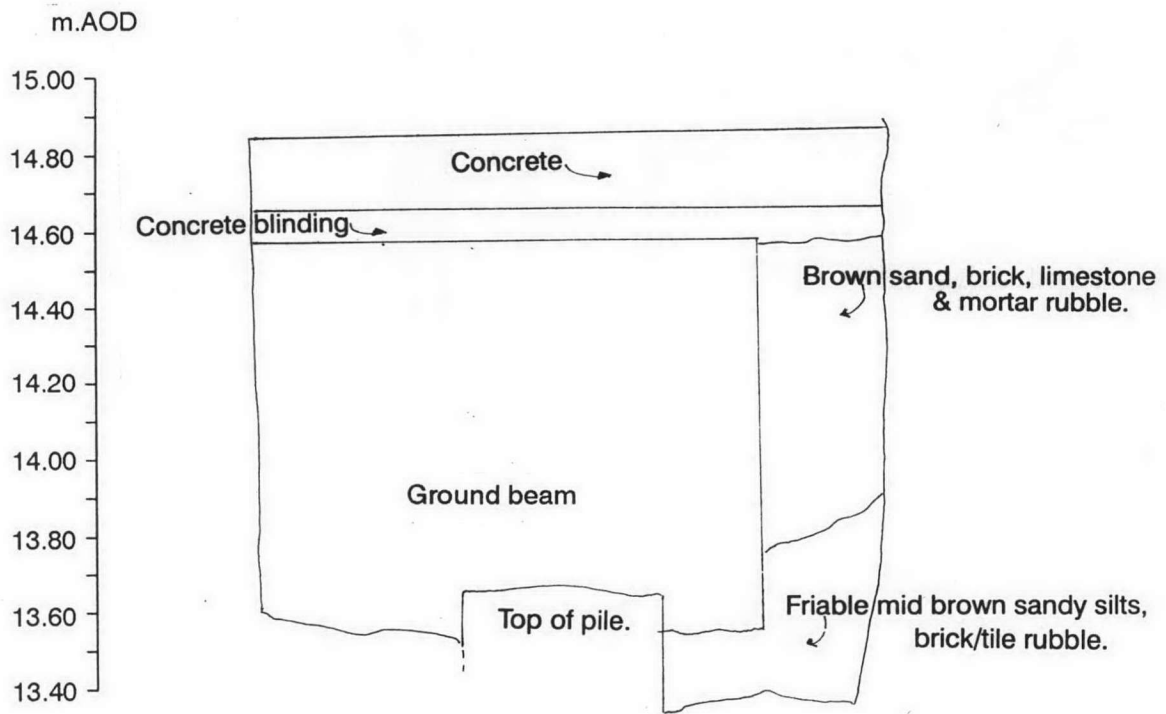 m.AOD
15.00
14.80
Concrete
14.60
Concrete blinding
Brown sand, brick, limestone
& mortar rubble.
14.40
14.20
14.00
Ground beam
13.80
13.60
Top of pile.
Friable mid brown sandy silts,
brick/tile rubble.
13.40